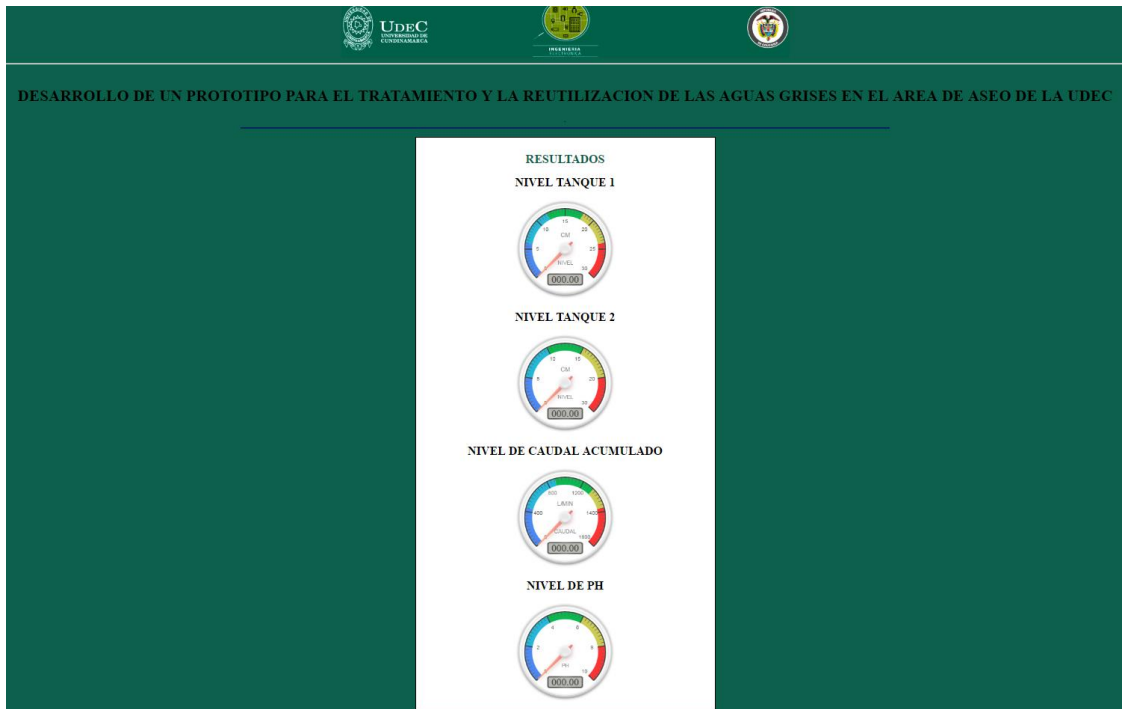 UDEC
UNIVERSIDAD DE
CUNDINAMARCA
INGENIERIA
ELECTRONICA
DESARROLLO DE UN PROTOTIPO PARA EL TRATAMIENTO Y LA REUTILIZACION DE LAS AGUAS GRISES EN EL AREA DE ASEO DE LA UDEC
RESULTADOS
NIVEL TANQUE 1
15
10 20
CM
5 25
NIVEL
30
000.00
NIVEL TANQUE 2
10 15
CM
5 20
NIVEL
30
000.00
NIVEL DE CAUDAL ACUMULADO
800 1200
L/MIN
400 1400
CAUDAL
1600
000.00
NIVEL DE PH
4 6
2 8
PH
10
000.00